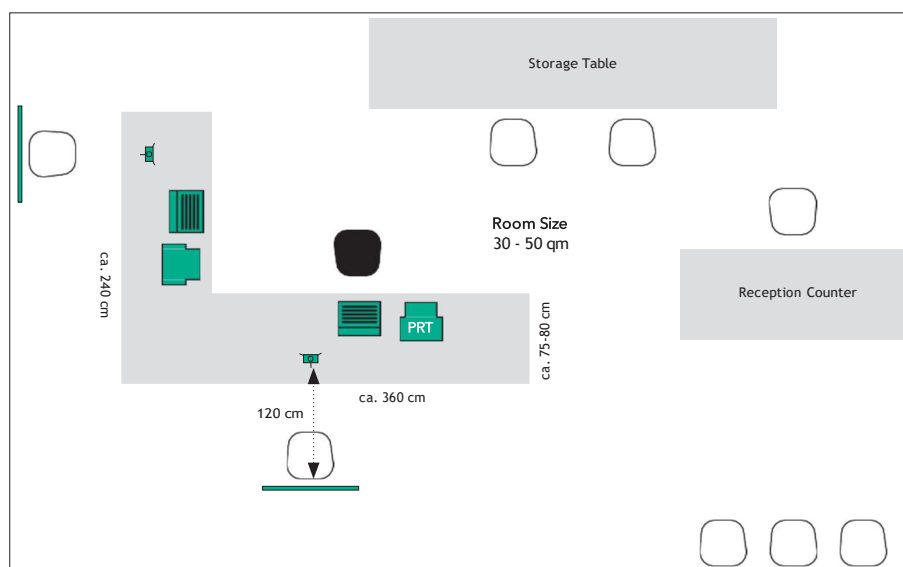 Storage Table
Room Size
30 - 50 qm
ca. 240 cm
Reception Counter
PRT
ca. 75-80 cm
ca. 360 cm
120 cm